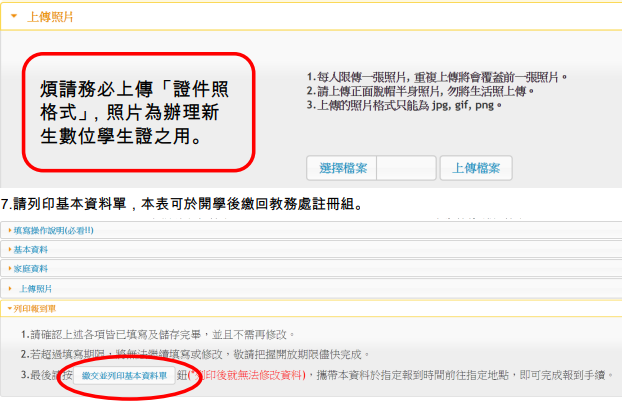 上傳照片
煩請務必上傳「證件照
格式」, 照片為辦理新
生數位學生證之用。
1.每人限傳一張照片, 重複上傳將會覆蓋前一張照片。
2.請上傳正面脫帽半身照片, 勿將生活照上傳。
3.上傳的照片格式只能為 jpg, gif, png。
選擇檔案
上傳檔案
7.請列印基本資料單,本表可於開學後繳回教務處註冊組。
填寫操作說明(必看!!)
基本資料
家庭資料
上傳照片
列印報到單
1.請確認上述各項皆已填寫及儲存完畢,並且不需再修改。
2.若超過填寫期限,將無法繼續填寫或修改,敬請把握開放期限儘快完成。
3.最後請按 繳交並列印基本資料單 鈕(*列印後就無法修改資料),攜帶本資料於指定報到時間前往指定地點,即可完成報到手續。